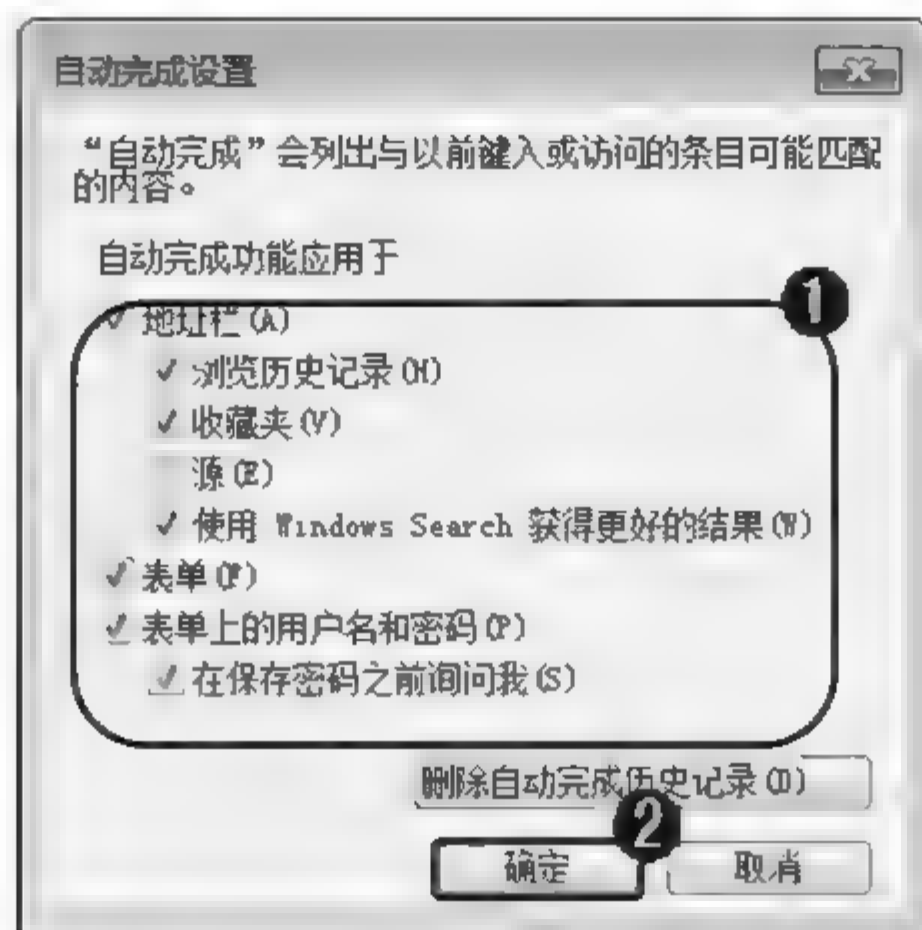 自动完成设置
“自动完成”会列出与以前键入或访问的条目可能匹配
的内容。
自动完成功能应用于
1
地址栏(A)
浏览历史记录(H)
收藏夹(V)
源(E)
使用 Windows Search 获得更好的结果(W)
表单(F)
表单上的用户名和密码(P)
在保存密码之前询问我(S)
删除自动完成历史记录(D)
2
确定 取消